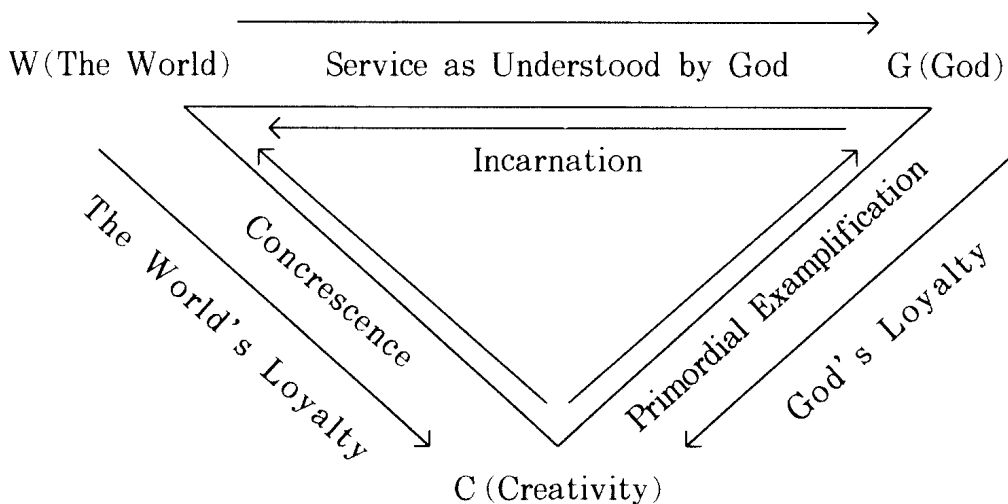 W(The World)
Service as Understood by God
G(God)
Incarnation
The World's Loyalty
Concrescence
Primordial Examplification
God's Loyalty
C(Creativity)